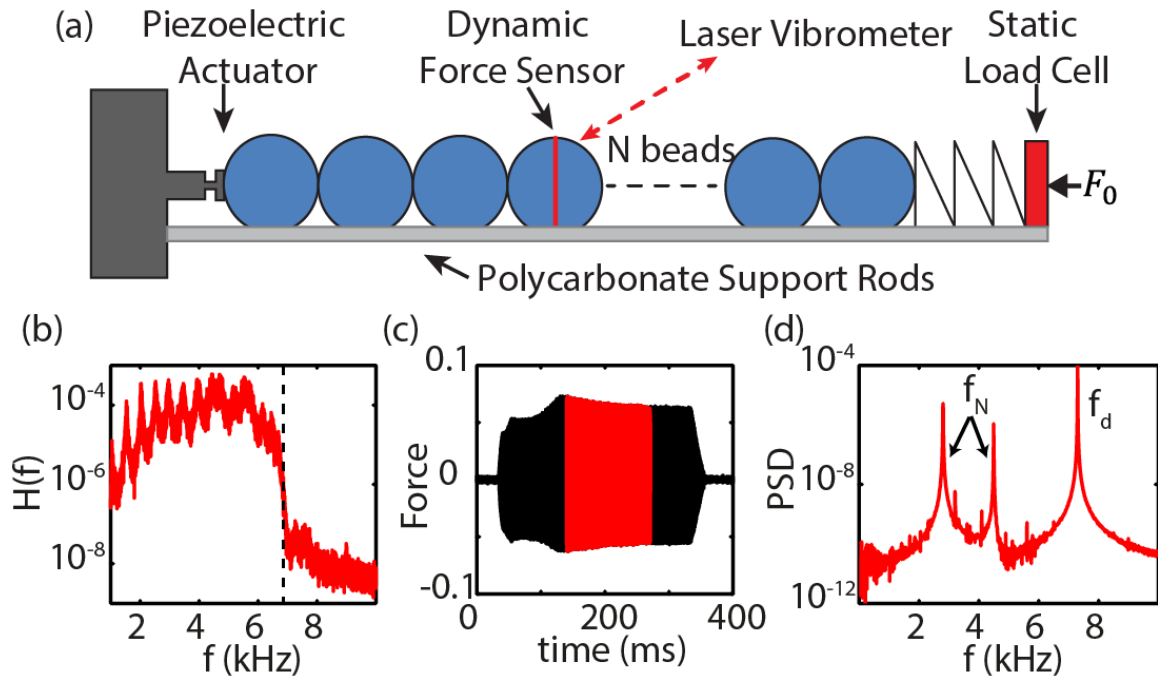 (a)
Piezoelectric
Actuator
Dynamic
Force Sensor
Laser Vibrometer
Static
Load Cell
N beads
F₀
Polycarbonate Support Rods
(b)
H(f)
10⁻⁴
10⁻⁶
10⁻⁸
2 4 6 8
f (kHz)
(c)
Force
0.1
0
-0.1
0 200 400
time (ms)
(d)
PSD
10⁻⁴
10⁻⁸
10⁻¹²
f_N
f_d
2 4 6 8
f (kHz)